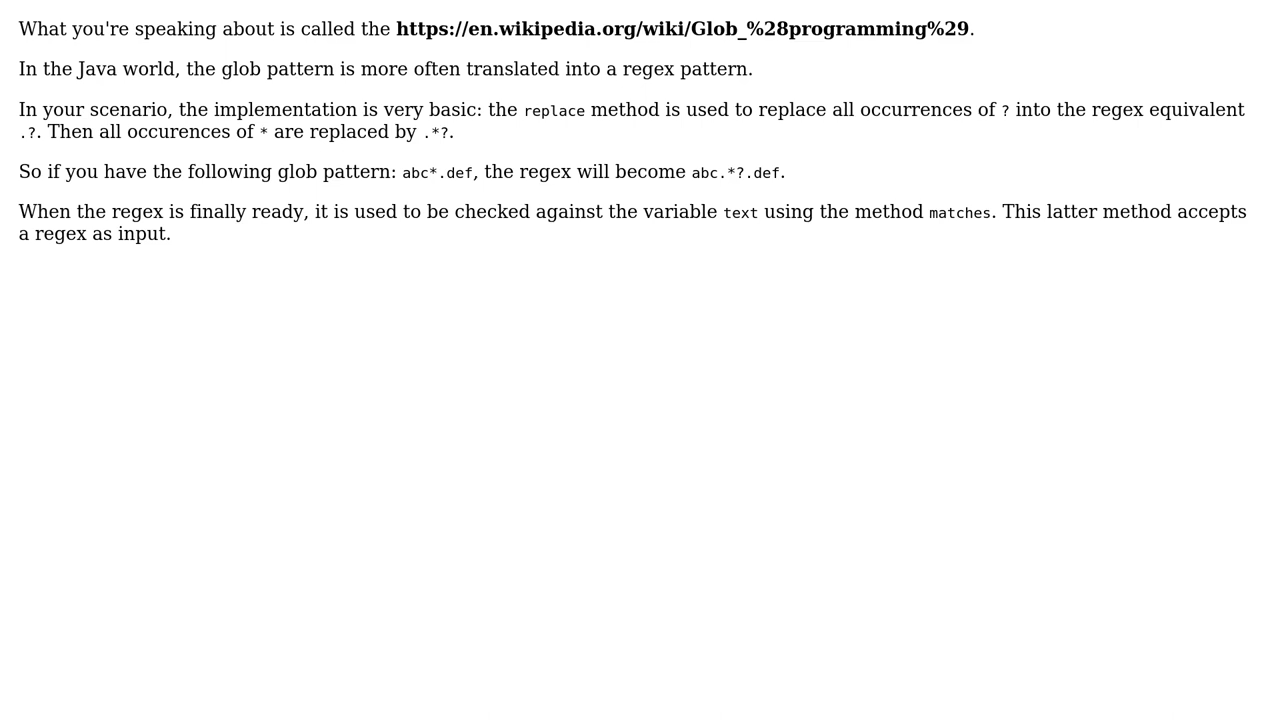 What you're speaking about is called the https://en.wikipedia.org/wiki/Glob_%28programming%29.
In the Java world, the glob pattern is more often translated into a regex pattern.
In your scenario, the implementation is very basic: the replace method is used to replace all occurrences of ? into the regex equivalent
.?. Then all occurences of * are replaced by .*?.
So if you have the following glob pattern: abc*.def, the regex will become abc.*?.def.
When the regex is finally ready, it is used to be checked against the variable text using the method matches. This latter method accepts
a regex as input.